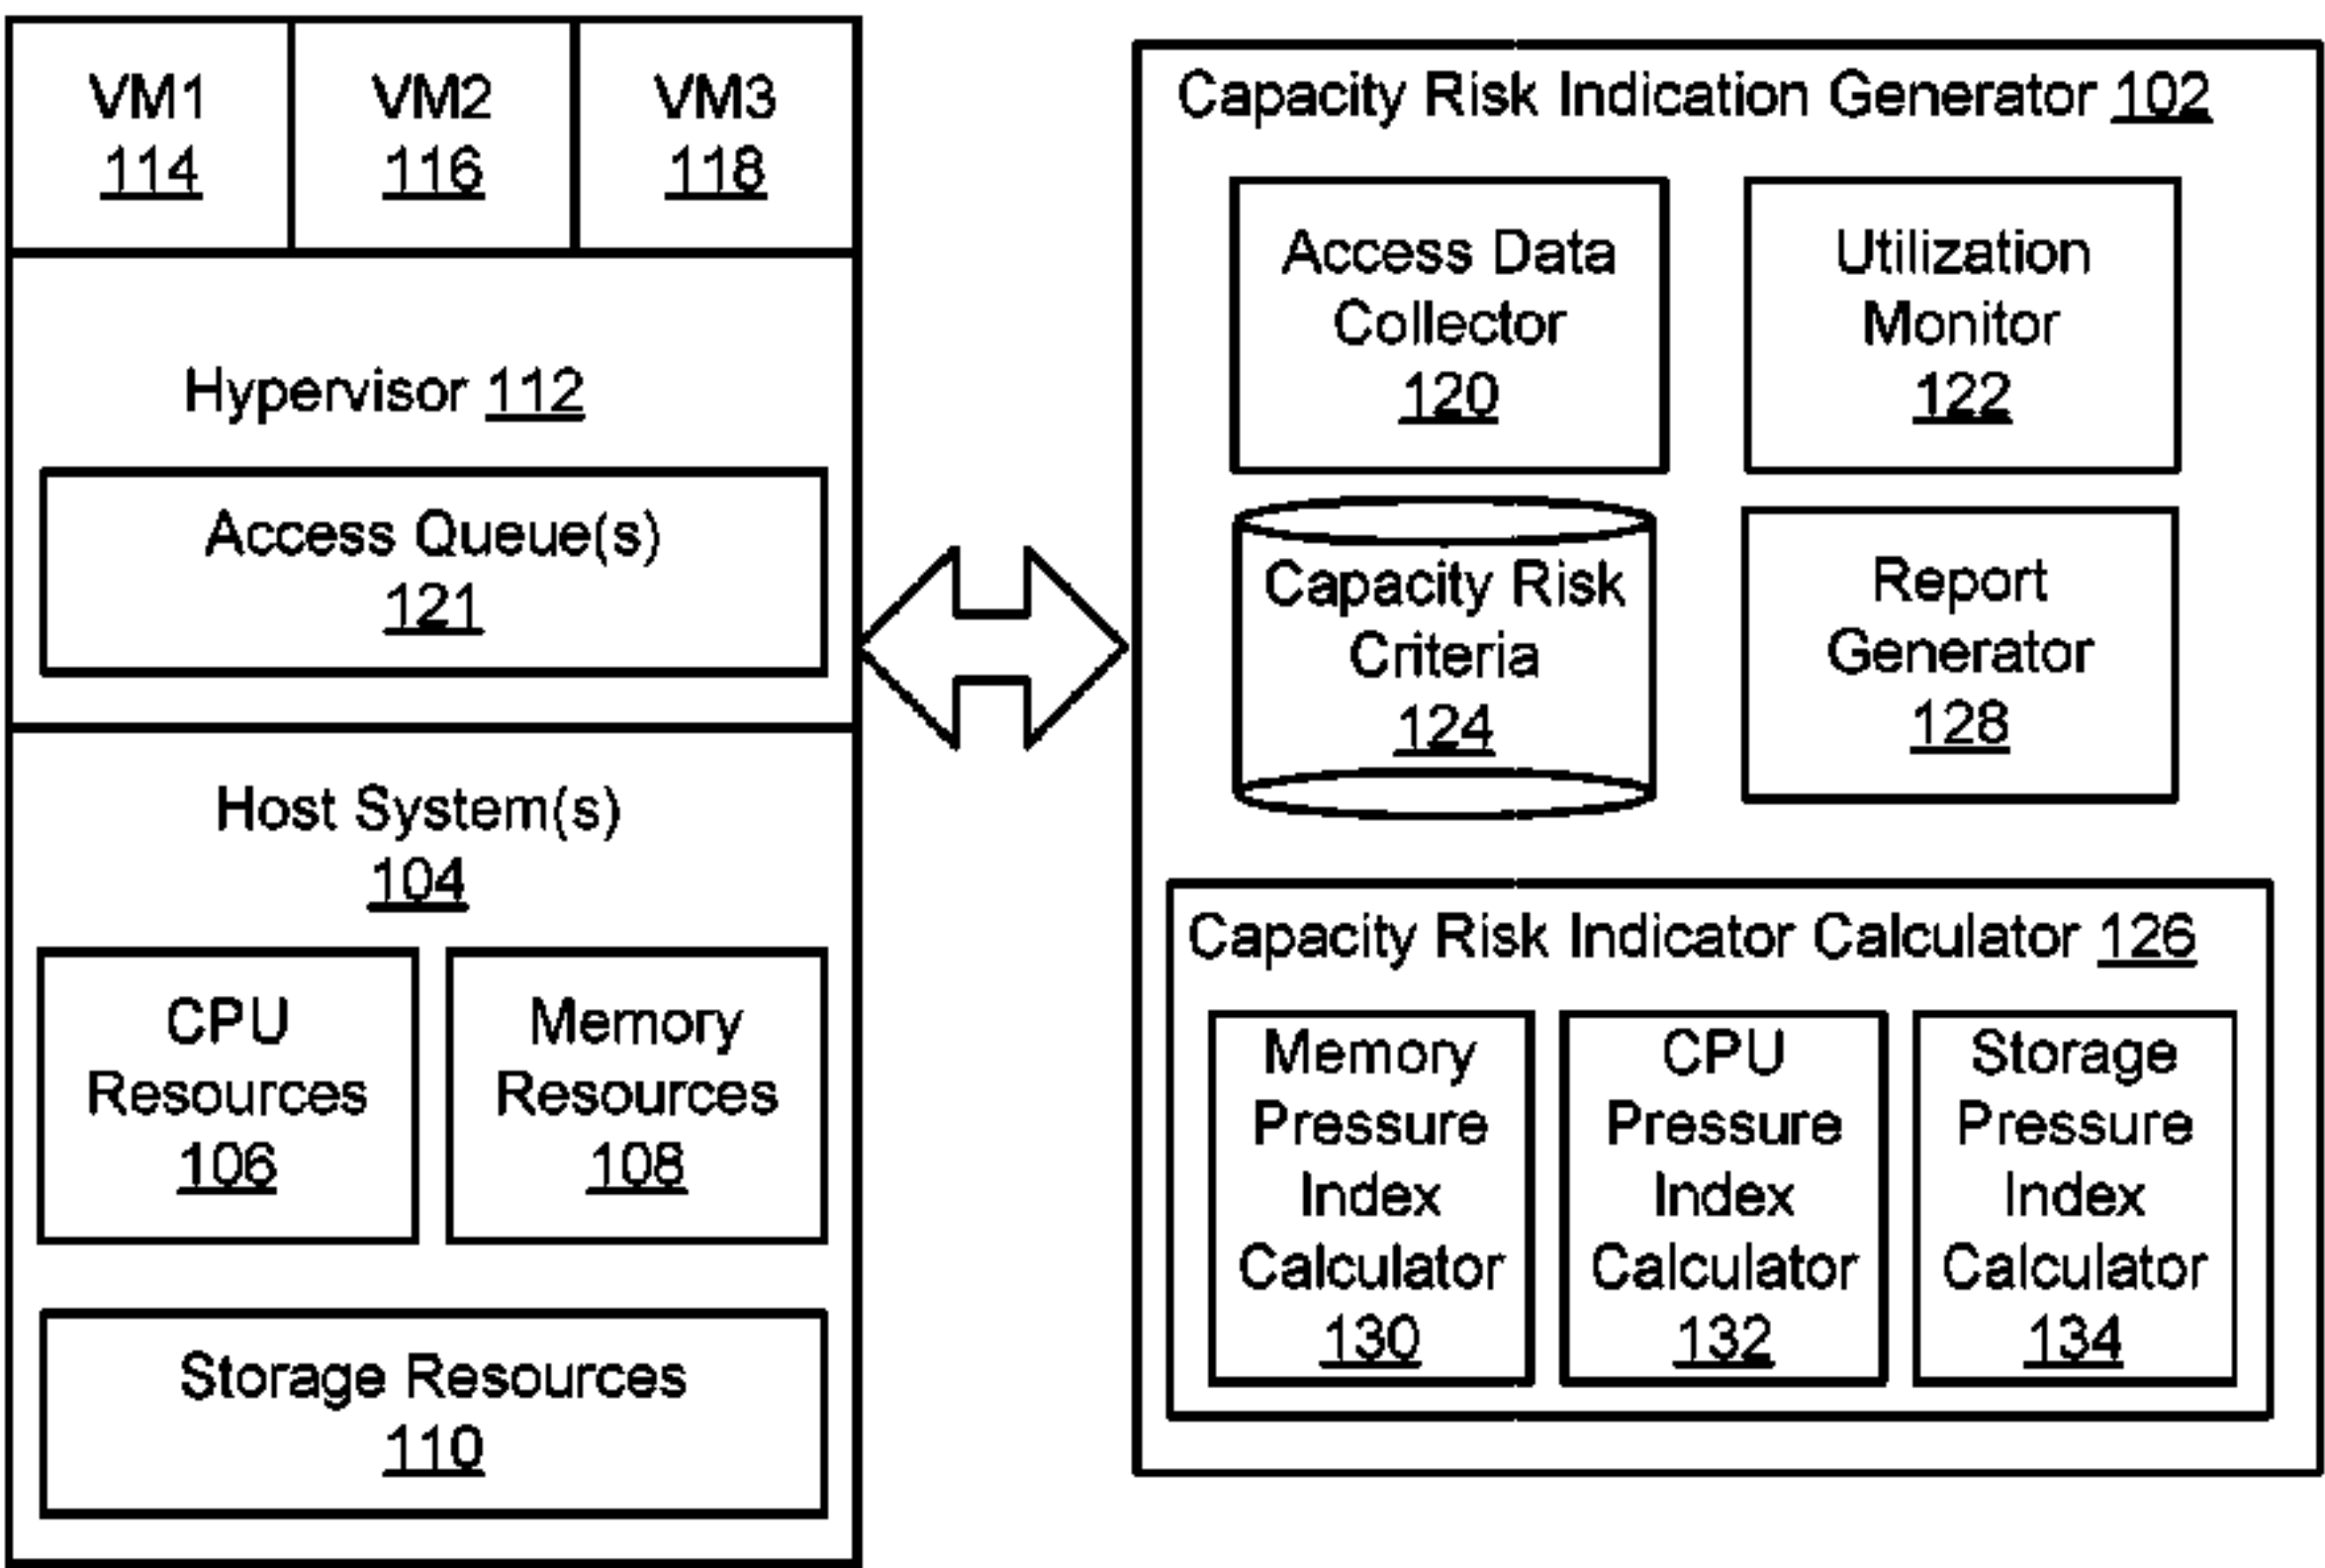 VM1
114
VM2
116
VM3
118
Hypervisor 112
Access Queue(s)
121
Host System(s)
104
CPU
Resources
106
Memory
Resources
108
Storage Resources
110
Capacity Risk Indication Generator 102
Access Data
Collector
120
Utilization
Monitor
122
Capacity Risk
Criteria
124
Report
Generator
128
Capacity Risk Indicator Calculator 126
Memory
Pressure
Index
Calculator
130
CPU
Pressure
Index
Calculator
132
Storage
Pressure
Index
Calculator
134